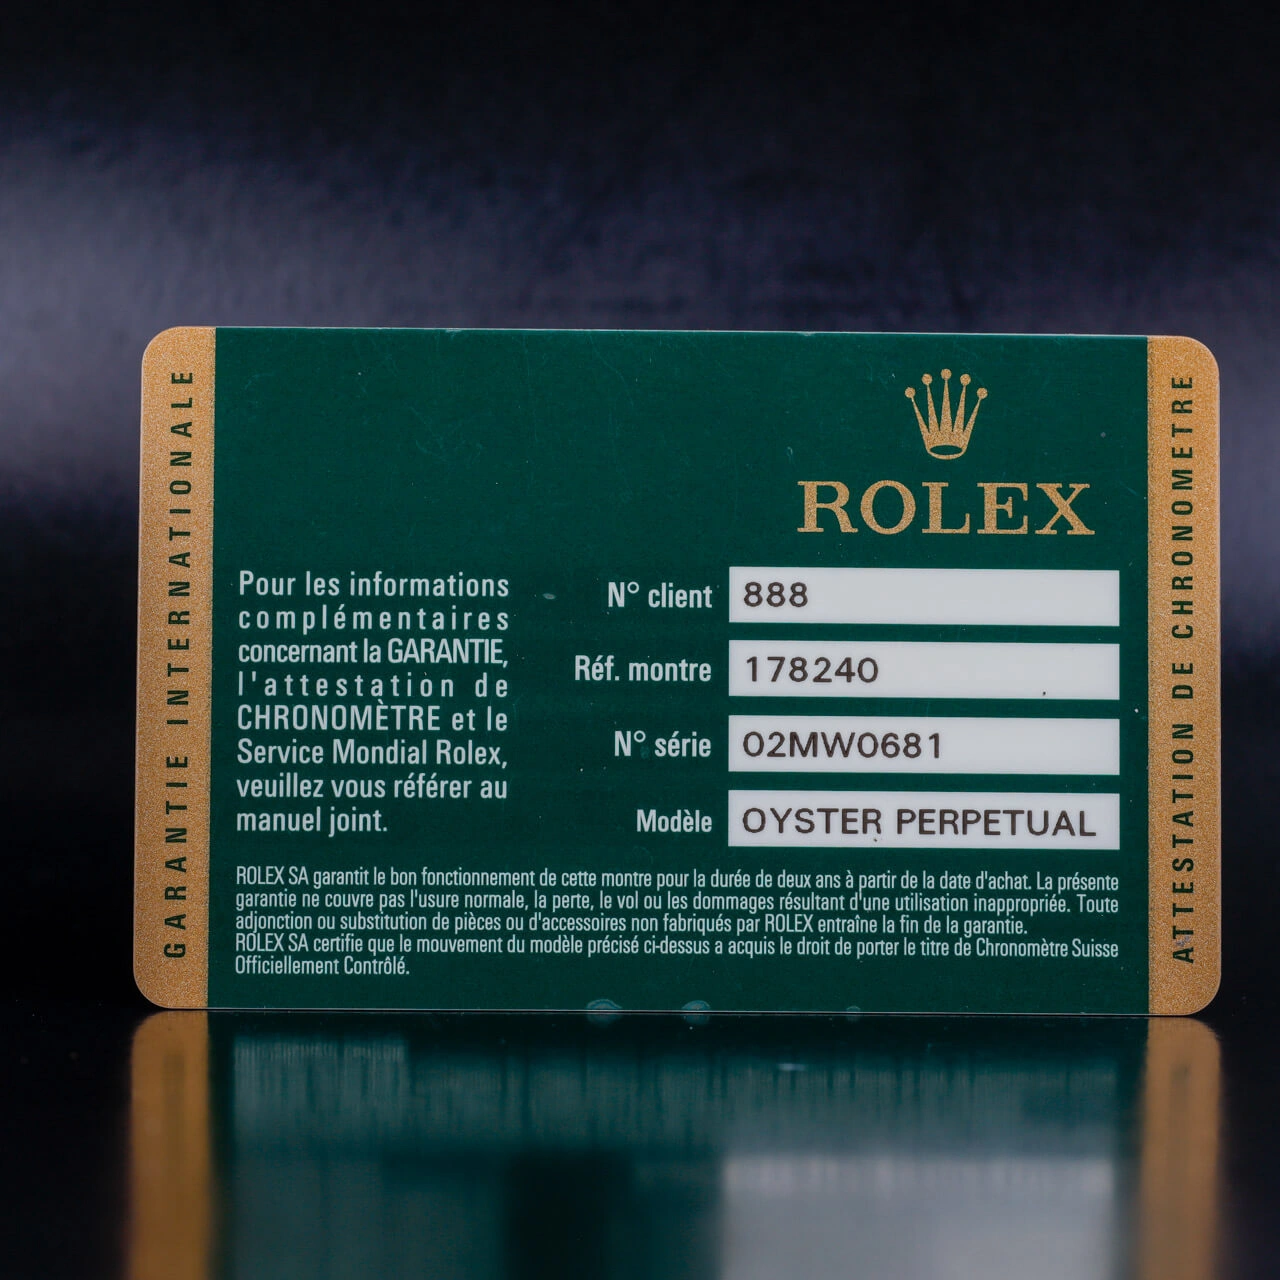 GARANTIE INTERNATIONALE
ROLEX
Pour les informations
complémentaires
concernant la GARANTIE,
l'attestation de
CHRONOMÈTRE et le
Service Mondial Rolex,
veuillez vous référer au
manuel joint.
N° client 888
Réf. montre 178240
N° série 02MW0681
Modèle OYSTER PERPETUAL
ROLEX SA garantit le bon fonctionnement de cette montre pour la durée de deux ans à partir de la date d'achat. La présente
garantie ne couvre pas l'usure normale, la perte, le vol ou les dommages résultant d'une utilisation inappropriée. Toute
adjonction ou substitution de pièces ou d'accessoires non fabriqués par ROLEX entraîne la fin de la garantie.
ROLEX SA certifie que le mouvement du modèle précisé ci-dessus a acquis le droit de porter le titre de Chronomètre Suisse
Officiellement Contrôlé.
ATTESTATION DE CHRONOMETRE